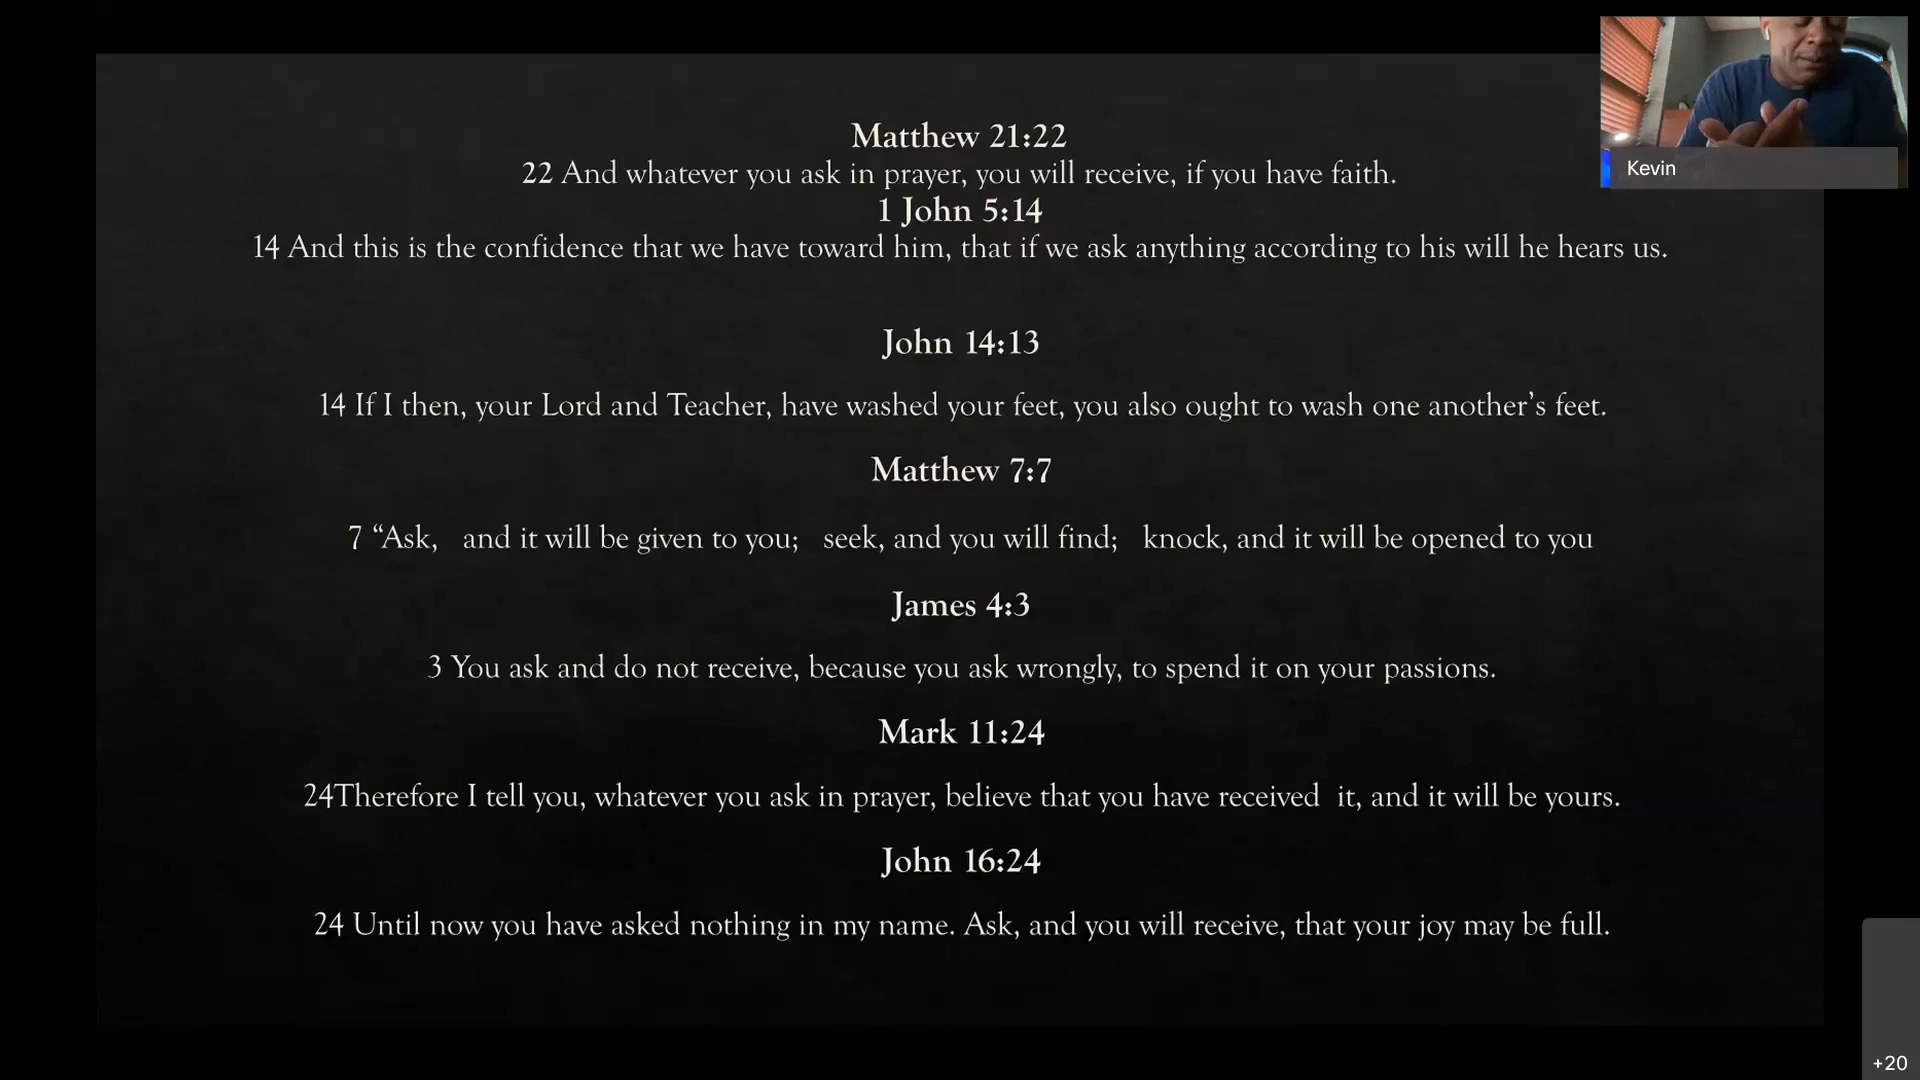 Matthew 21:22
22 And whatever you ask in prayer, you will receive, if you have faith.
1 John 5:14
14 And this is the confidence that we have toward him, that if we ask anything according to his will he hears us.
John 14:13
14 If I then, your Lord and Teacher, have washed your feet, you also ought to wash one another’s feet.
Matthew 7:7
7 “Ask, and it will be given to you; seek, and you will find; knock, and it will be opened to you
James 4:3
3 You ask and do not receive, because you ask wrongly, to spend it on your passions.
Mark 11:24
24Therefore I tell you, whatever you ask in prayer, believe that you have received it, and it will be yours.
John 16:24
24 Until now you have asked nothing in my name. Ask, and you will receive, that your joy may be full.
Kevin
+20